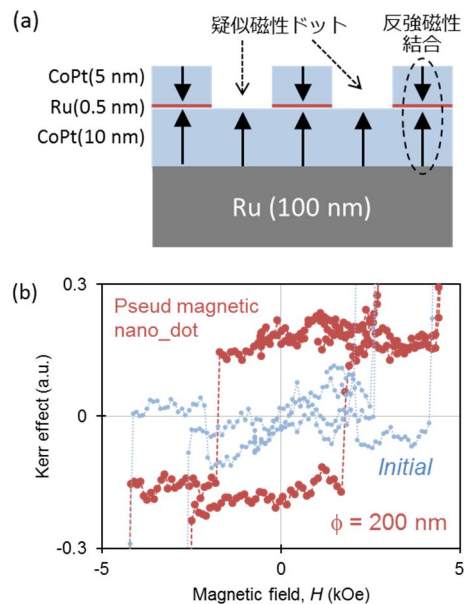 (a)
疑似磁性ドット
反強磁性
結合
CoPt(5 nm)
Ru(0.5 nm)
CoPt(10 nm)
Ru (100 nm)
(b)
0.3
Pseud magnetic
nano_dot
Kerr effect (a.u.)
0
Initial
ϕ = 200 nm
-0.3
-5
0
5
Magnetic field, H (kOe)